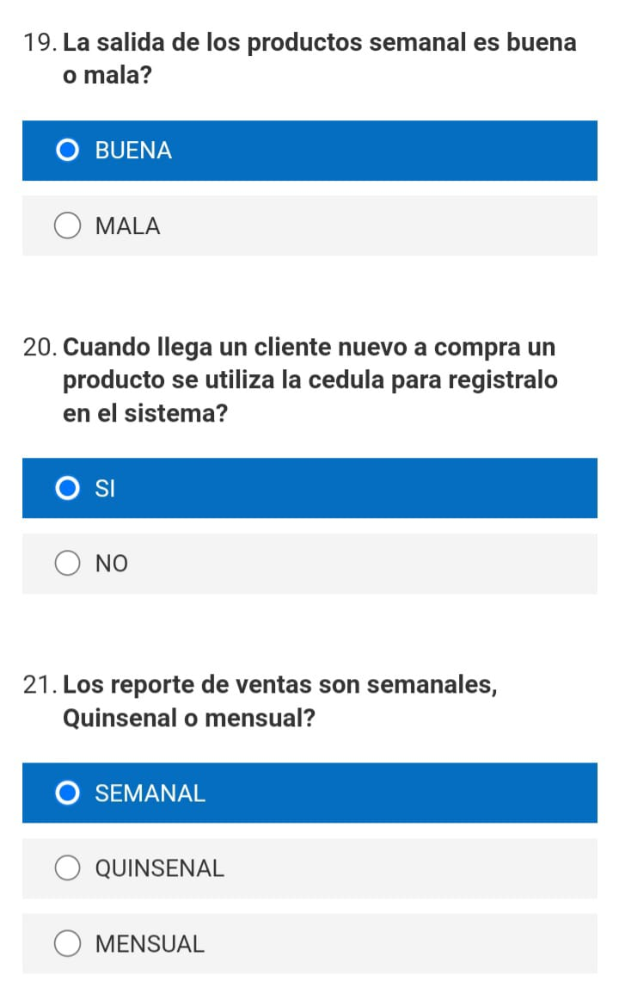 19. La salida de los productos semanal es buena
o mala?
BUENA
MALA
20. Cuando llega un cliente nuevo a compra un
producto se utiliza la cedula para registralo
en el sistema?
SI
NO
21. Los reporte de ventas son semanales,
Quinsenal o mensual?
SEMANAL
QUINSENAL
MENSUAL